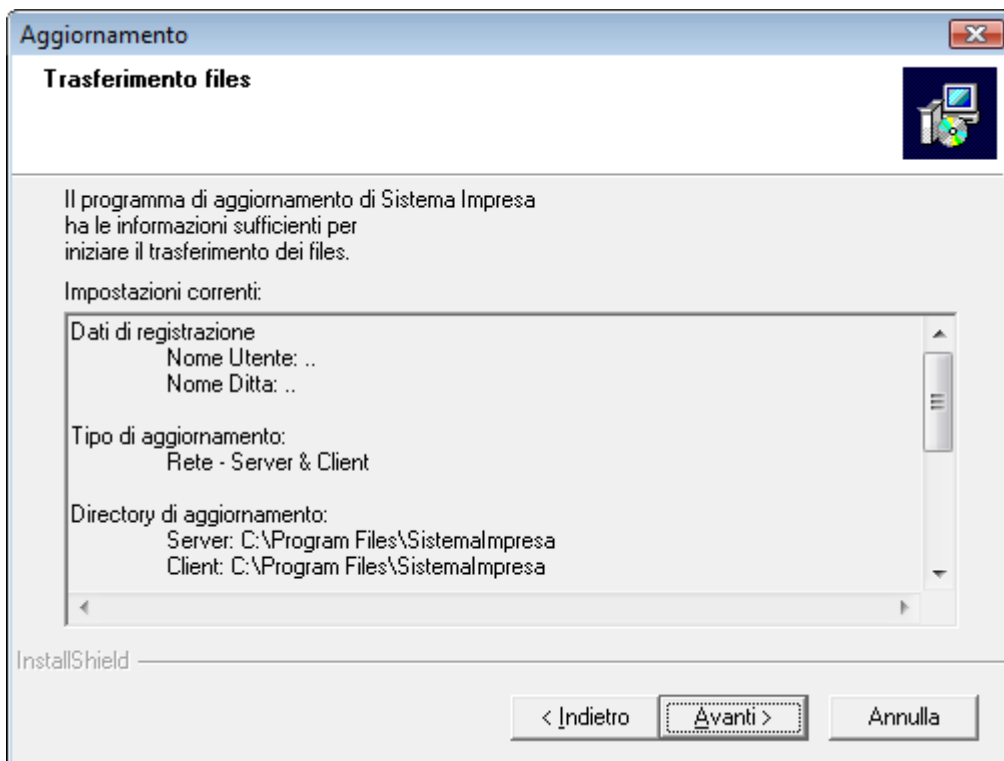 Aggiornamento
Trasferimento files
Il programma di aggiornamento di Sistema Impresa
ha le informazioni sufficienti per
iniziare il trasferimento dei files.
Impostazioni correnti:
Dati di registrazione
Nome Utente: ..
Nome Ditta: ..
Tipo di aggiornamento:
Rete - Server & Client
Directory di aggiornamento:
Server: C:\Program Files\SistemaImpresa
Client: C:\Program Files\SistemaImpresa
InstallShield
< Indietro
Avanti >
Annulla